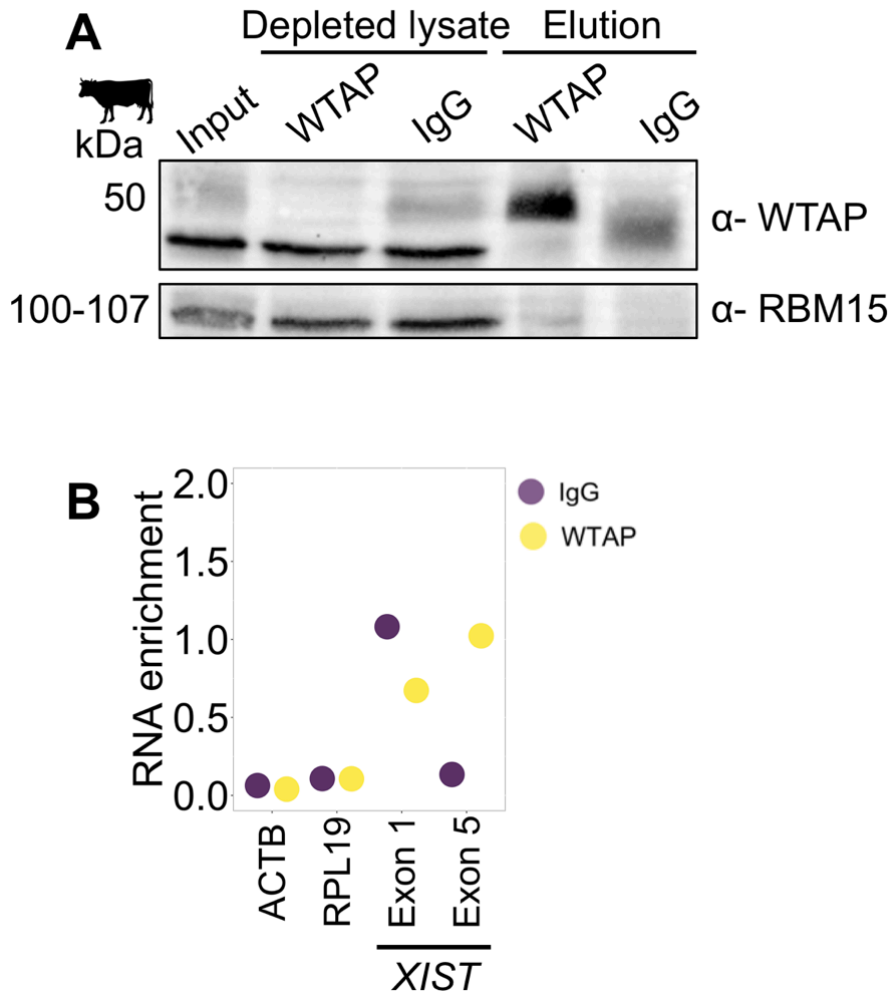 A
Depleted lysate Elution
Input WTAP IgG WTAP IgG
kDa
50
α- WTAP
100-107
α- RBM15
B
RNA enrichment
2.0
1.5
1.0
0.5
0.0
IgG
WTAP
ACTB
RPL19
Exon 1
Exon 5
XIST